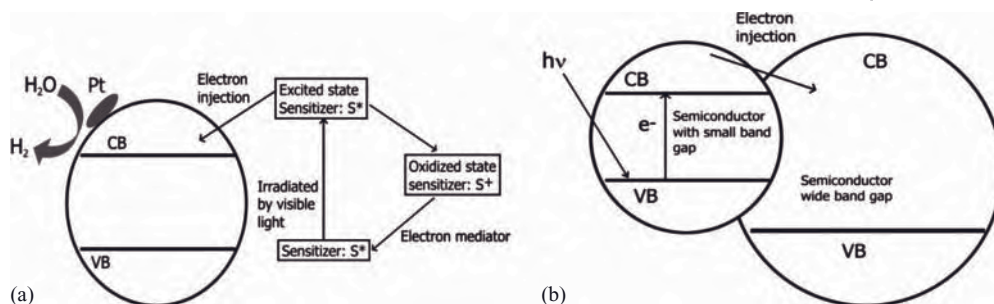 H₂O
Pt
H₂
CB
VB
Electron
injection
Excited state
Sensitizer: S*
Oxidized state
sensitizer: S+
Irradiated
by visible
light
Electron mediator
Sensitizer: S*
(a)
Electron
injection
hν
CB
e-
Semiconductor
with small band
gap
VB
CB
Semiconductor
wide band gap
VB
(b)